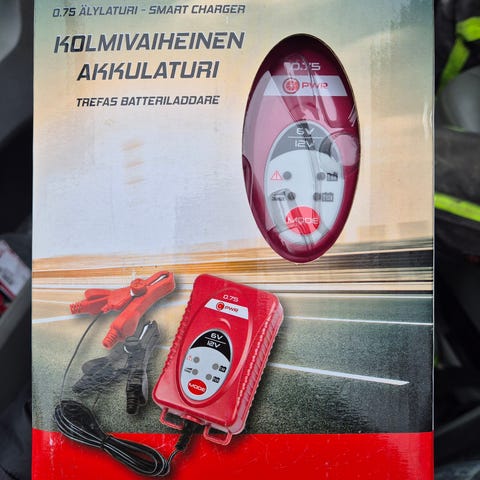 0.75 ÄLYLATURI - SMART CHARGER
KOLMIVAIHEINEN
AKKULATURI
TREFAS BATTERILADDARE
0.75
PWR
6V
12V
MODE
0.75
PWR
6V
12V
MODE